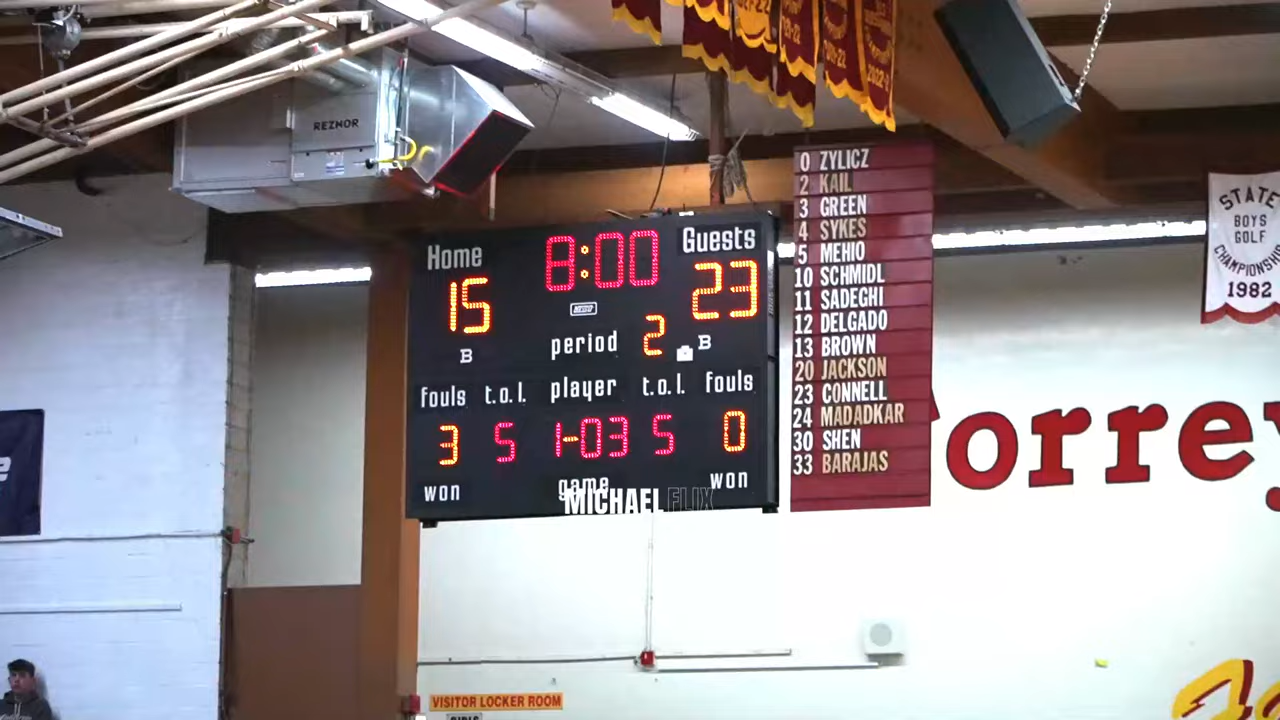 REZNOR
0 ZYLICZ
2 KAIL
3 GREEN
4 SYKES
5 MEHIO
10 SCHMIDL
11 SADEGHI
12 DELGADO
13 BROWN
20 JACKSON
23 CONNELL
24 MADADKAR
30 SHEN
33 BARAJAS
STATE
BOYS
GOLF
CHAMPIONSHIP
1982
Home 8:00 Guests
15 23
period 2
B B
fouls t.o.l. player t.o.l. fouls
3 5 1-03 5 0
won game won
MICHAEL FLIX
orrey
VISITOR LOCKER ROOM
GIRLS